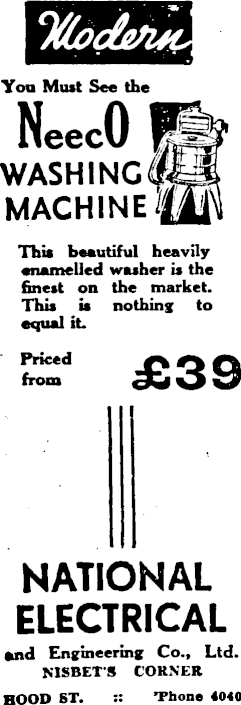 Modern
You Must See the
NeecO
WASHING
MACHINE
This beautiful heavily
enamelled washer is the
finest on the market.
This is nothing to
equal it.
Priced
from £39
NATIONAL
ELECTRICAL
and Engineering Co., Ltd.
NISBET'S CORNER
HOOD ST. :: 'Phone 4040